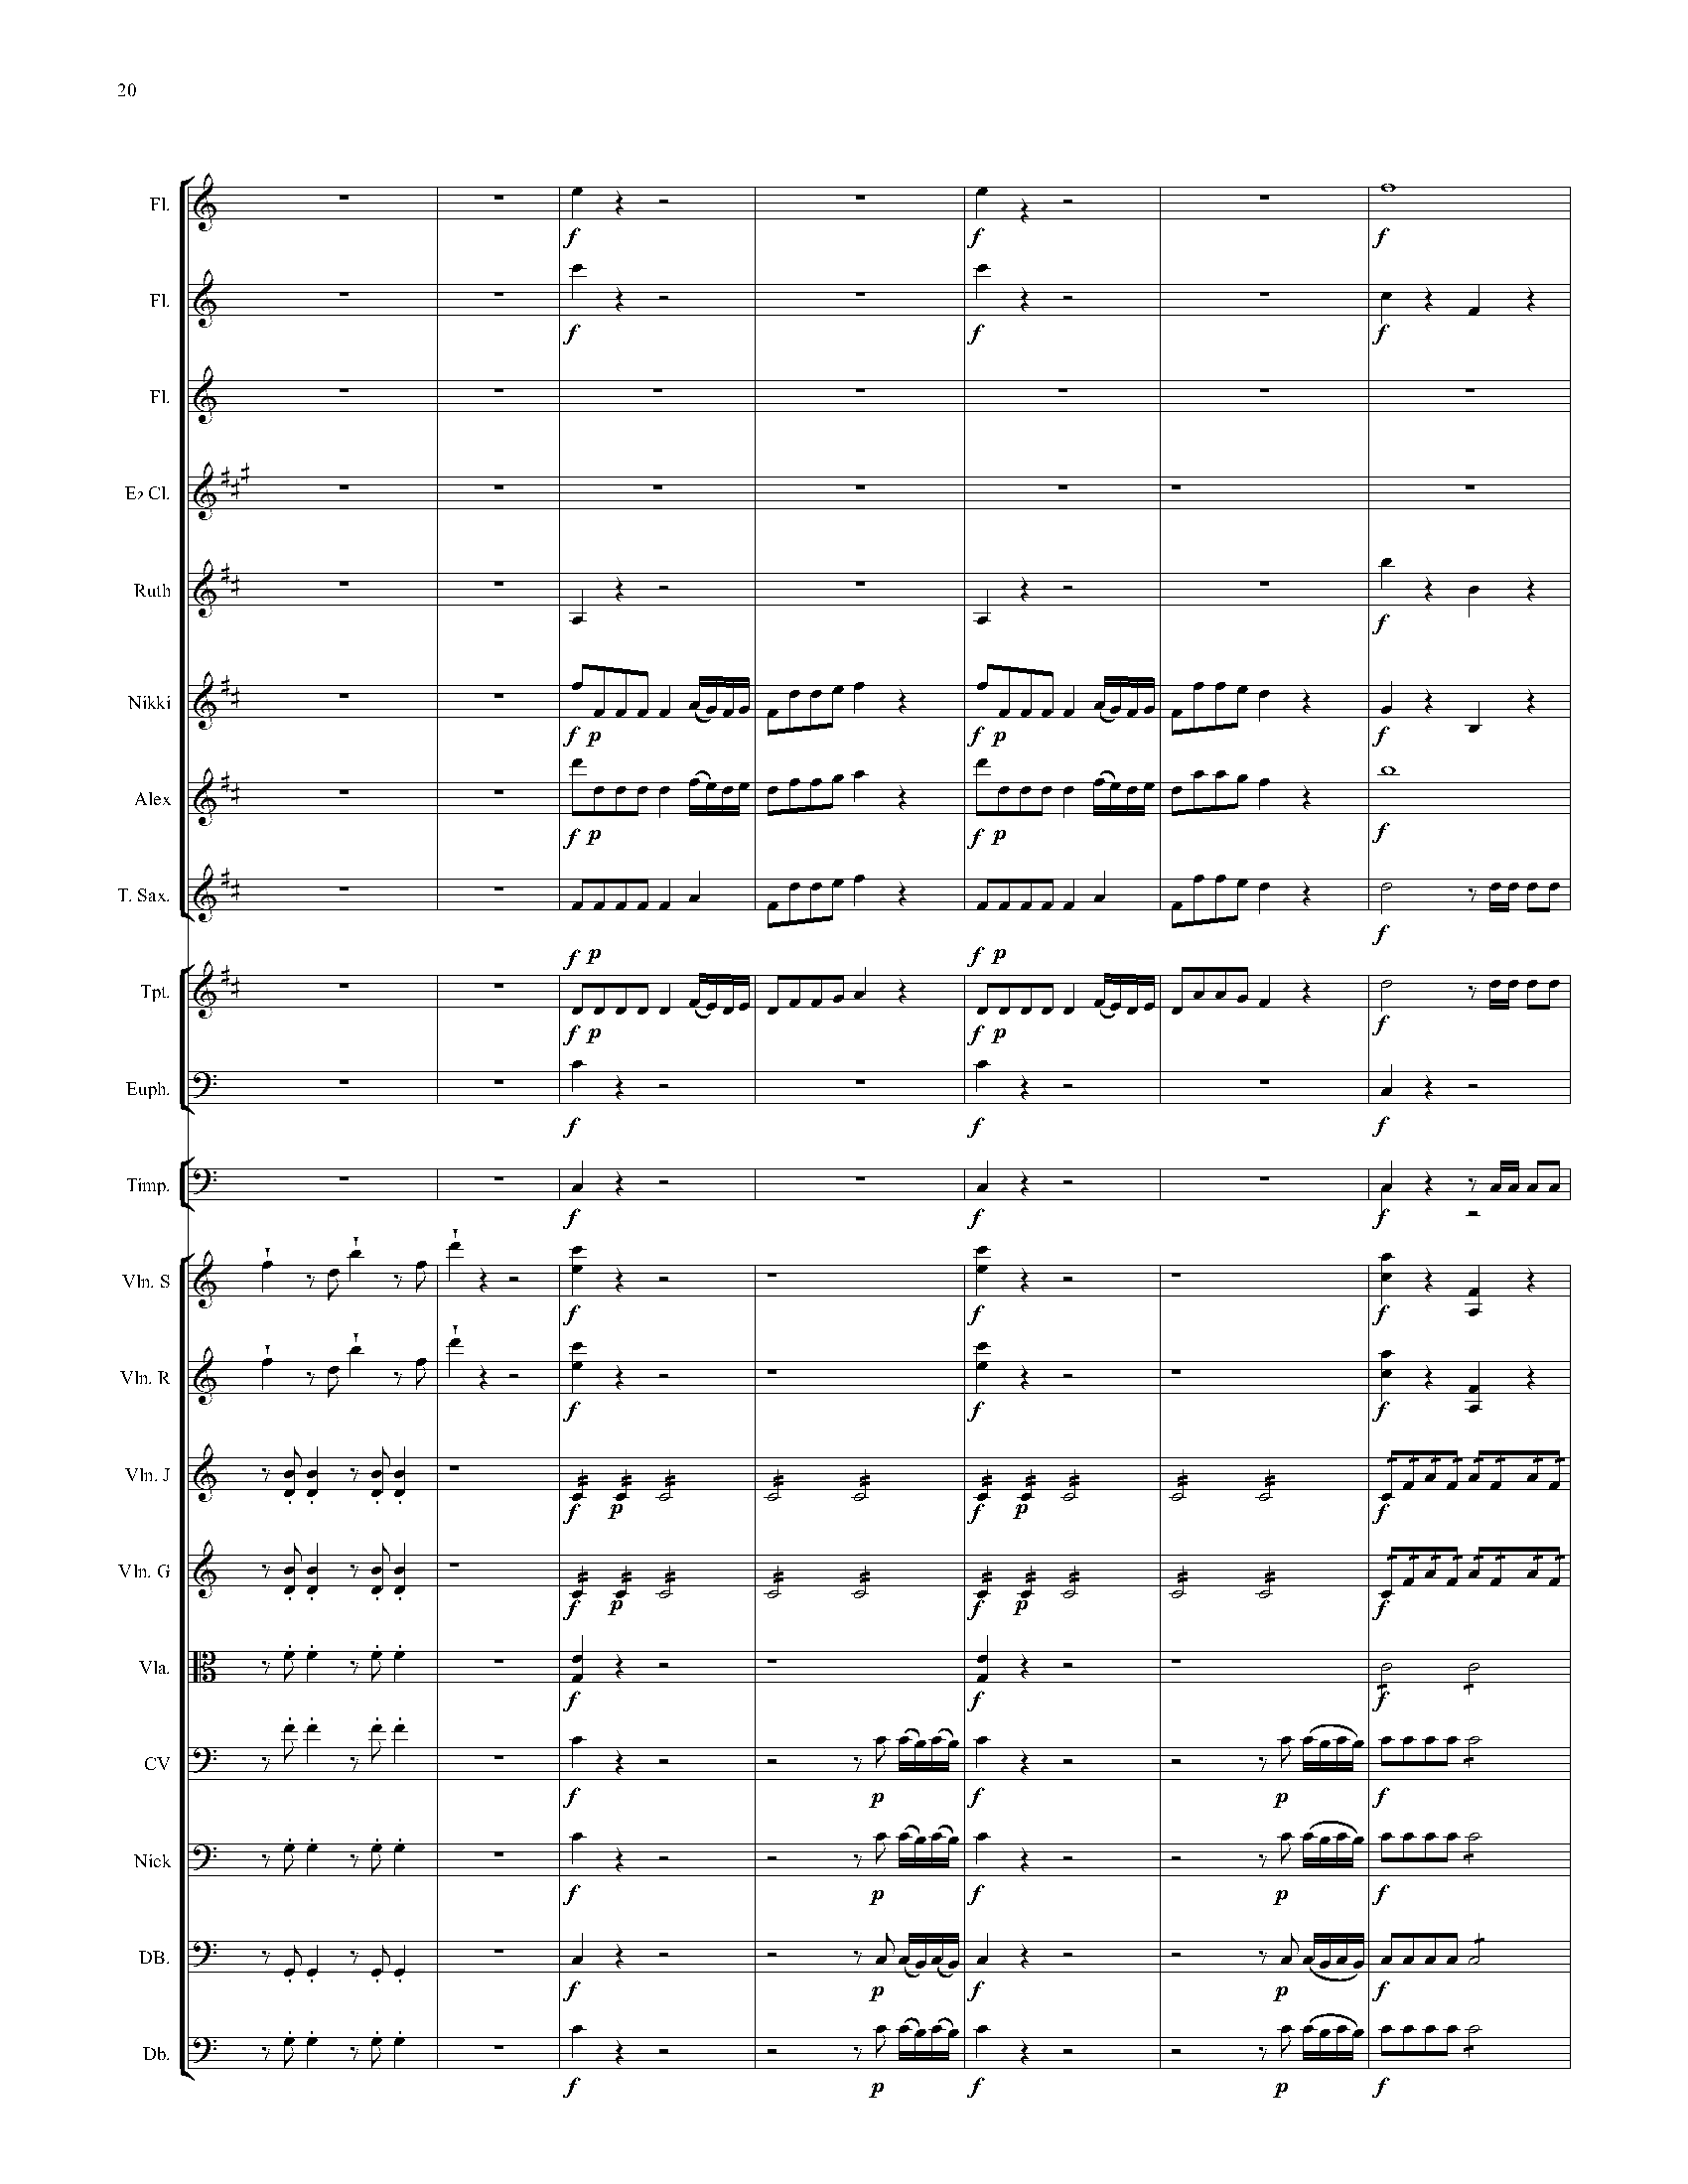 20
Fl.
f f f
Fl.
f f f
Fl.
E♭ Cl.
Ruth
f
Nikki
f p f p f
Alex
f p f p f
T. Sax.
f
f p f p
Tpt.
f p f p f
Euph.
f f f
Timp.
f f f
Vln. S
f f f
Vln. R
f f f
Vln. J
f p f p f
Vln. G
f p f p f
Vla.
f f f
CV
f p f p f
Nick
f p f p f
DB.
f p f p f
Db.
f p f p f